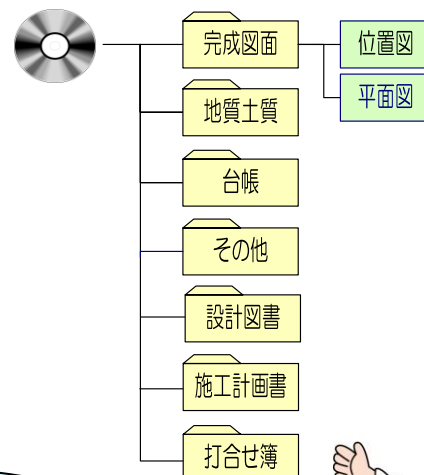 完成図面
位置図
平面図
地質土質
台帳
その他
設計図書
施工計画書
打合せ簿